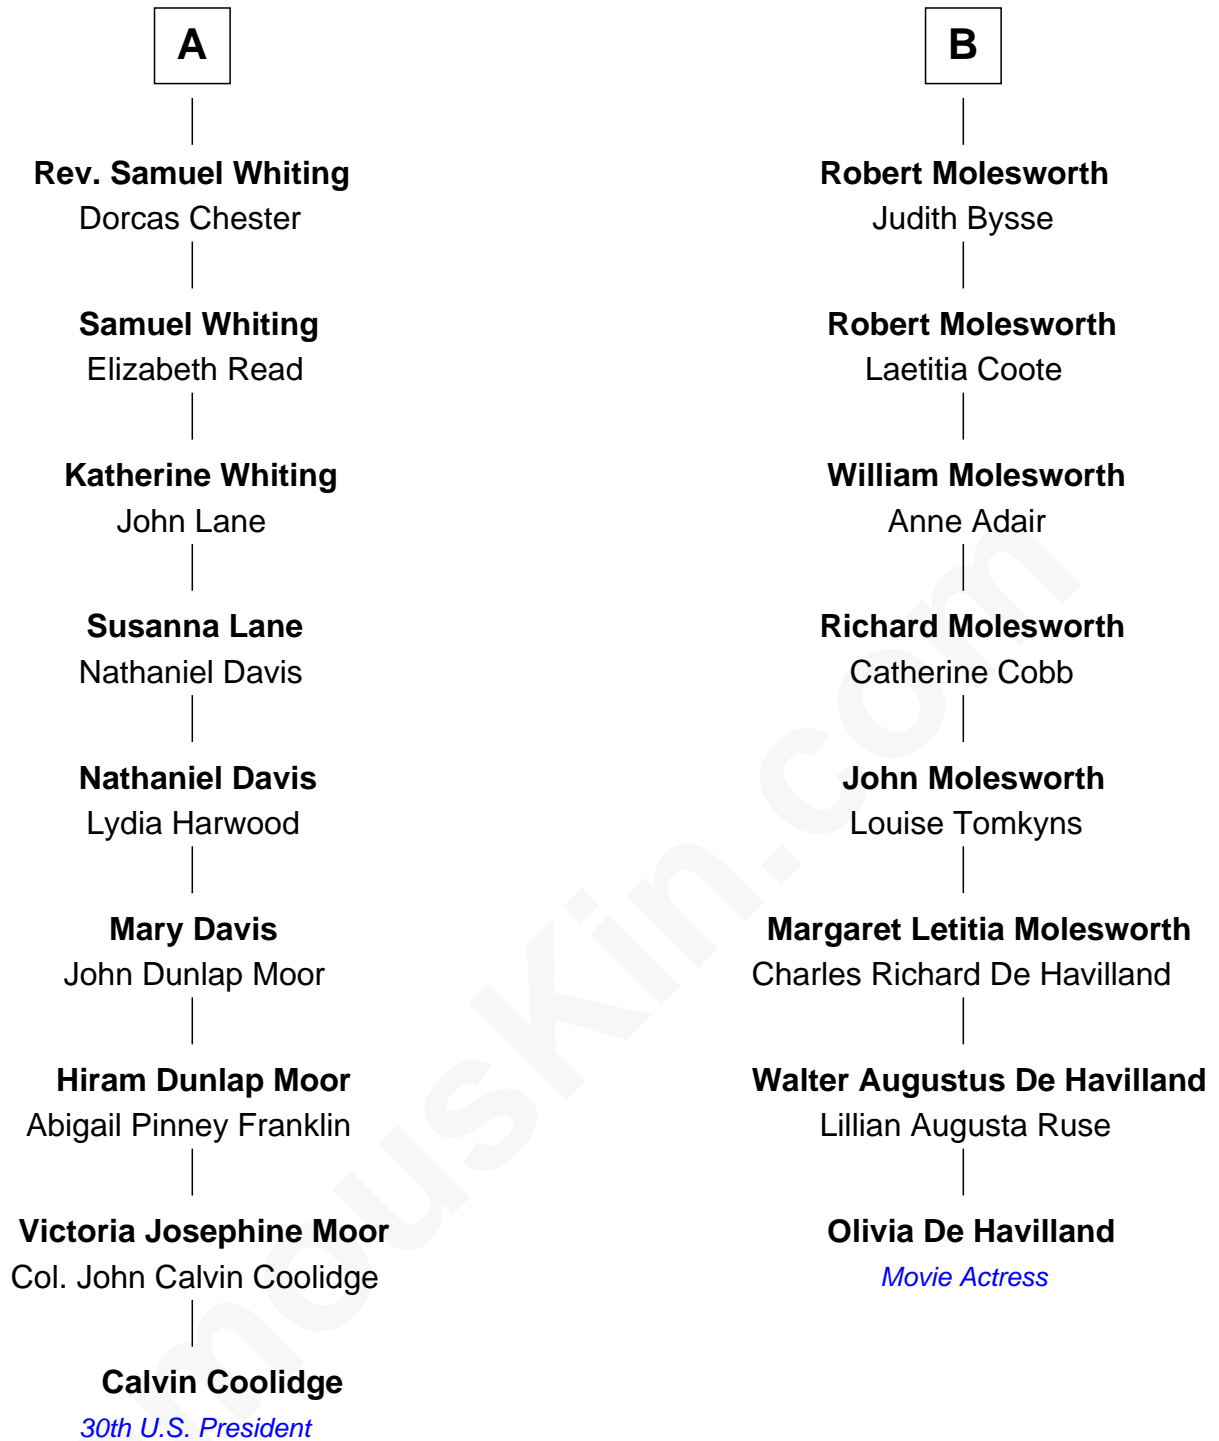 A
Rev. Samuel Whiting
Dorcas Chester
Samuel Whiting
Elizabeth Read
Katherine Whiting
John Lane
Susanna Lane
Nathaniel Davis
Nathaniel Davis
Lydia Harwood
Mary Davis
John Dunlap Moor
Hiram Dunlap Moor
Abigail Pinney Franklin
Victoria Josephine Moor
Col. John Calvin Coolidge
Calvin Coolidge
30th U.S. President
B
Robert Molesworth
Judith Bysse
Robert Molesworth
Laetitia Coote
William Molesworth
Anne Adair
Richard Molesworth
Catherine Cobb
John Molesworth
Louise Tomkyns
Margaret Letitia Molesworth
Charles Richard De Havilland
Walter Augustus De Havilland
Lillian Augusta Ruse
Olivia De Havilland
Movie Actress
mousKin.com